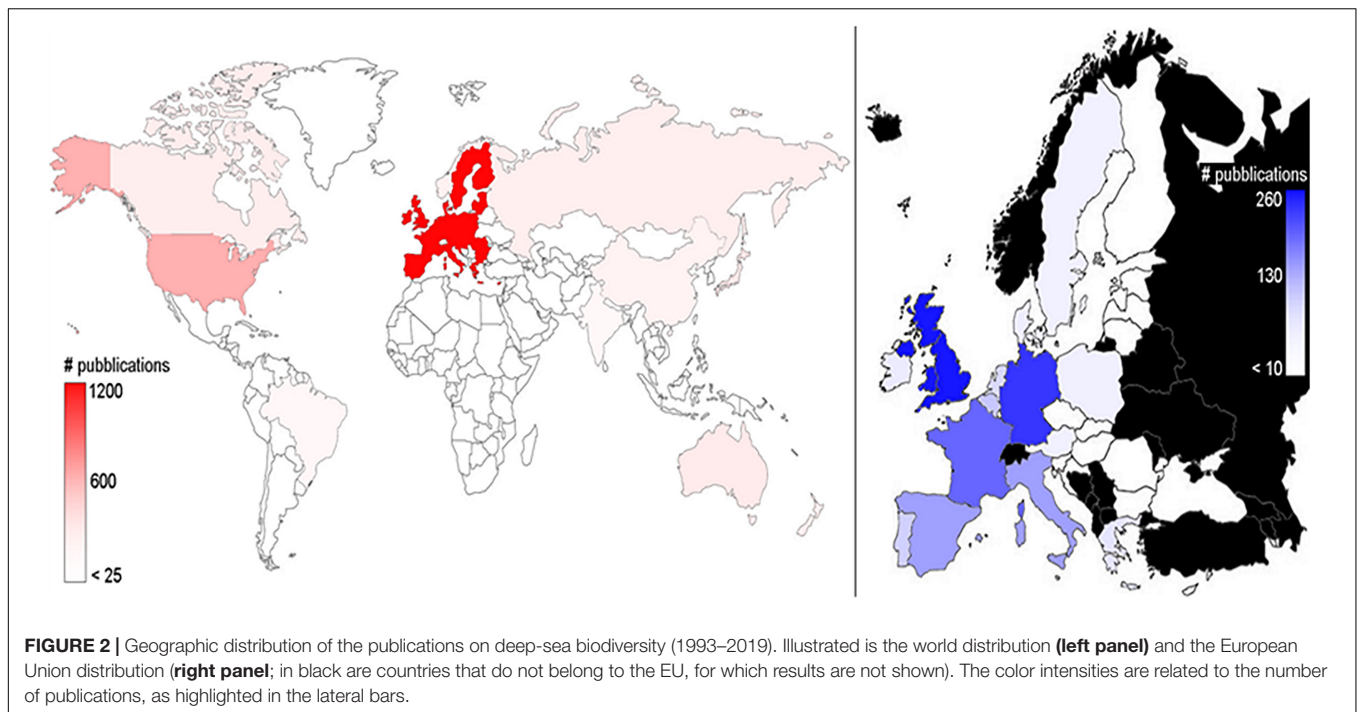 # pubblications
1200
600
< 25
# pubblications
260
130
< 10
FIGURE 2 | Geographic distribution of the publications on deep-sea biodiversity (1993–2019). Illustrated is the world distribution (left panel) and the European
Union distribution (right panel; in black are countries that do not belong to the EU, for which results are not shown). The color intensities are related to the number
of publications, as highlighted in the lateral bars.